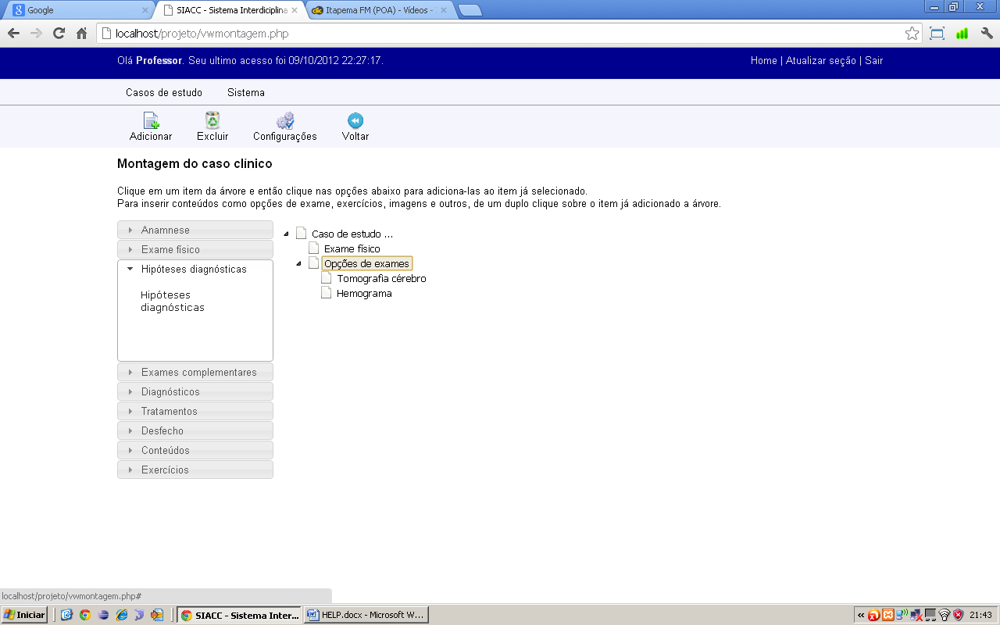 Google
SIACC - Sistema Interdiciplina
Itapema FM (POA) - Vídeos -
localhost/projeto/vwmontagem.php
Olá Professor. Seu ultimo acesso foi 09/10/2012 22:27:17.
Home | Atualizar seção | Sair
Casos de estudo Sistema
Adicionar Excluir Configurações Voltar
Montagem do caso clínico
Clique em um item da árvore e então clique nas opções abaixo para adiciona-las ao item já selecionado.
Para inserir conteúdos como opções de exame, exercícios, imagens e outros, de um duplo clique sobre o item já adicionado a árvore.
Anamnese
Exame físico
Hipóteses diagnósticas
Hipóteses
diagnósticas
Exames complementares
Diagnósticos
Tratamentos
Desfecho
Conteúdos
Exercícios
Caso de estudo ...
Exame físico
Opções de exames
Tomografia cérebro
Hemograma
localhost/projeto/vwmontagem.php#
Iniciar
SIACC - Sistema Inter...
HELP.docx - Microsoft W...
21:43